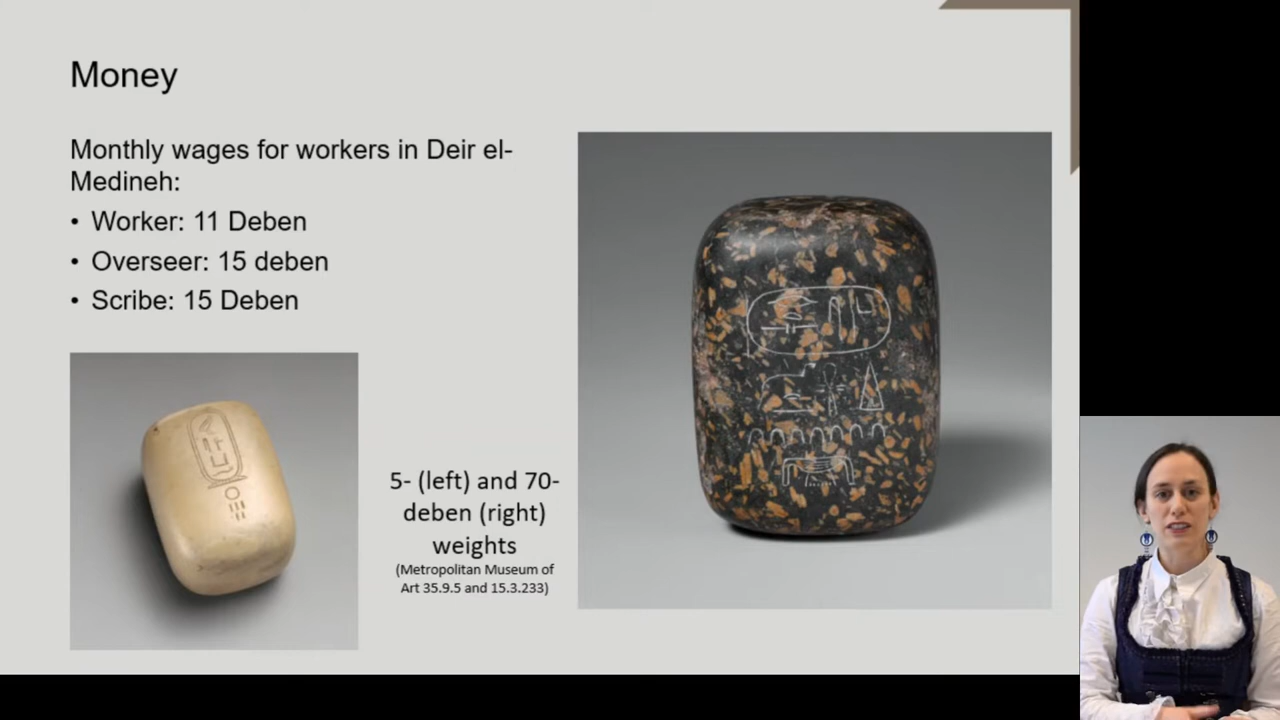 Money
Monthly wages for workers in Deir el-
Medineh:
• Worker: 11 Deben
• Overseer: 15 deben
• Scribe: 15 Deben
5- (left) and 70-
deben (right)
weights
(Metropolitan Museum of
Art 35.9.5 and 15.3.233)